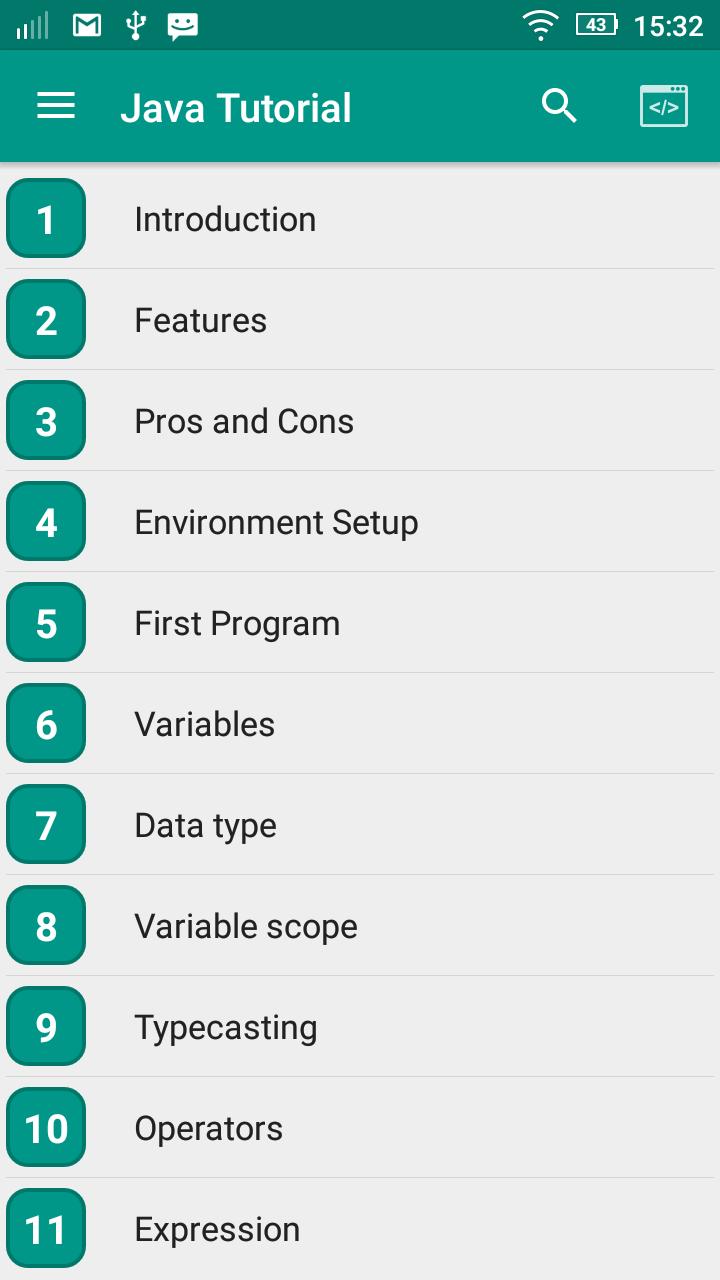 43 15:32
Java Tutorial </>
1 Introduction
2 Features
3 Pros and Cons
4 Environment Setup
5 First Program
6 Variables
7 Data type
8 Variable scope
9 Typecasting
10 Operators
11 Expression